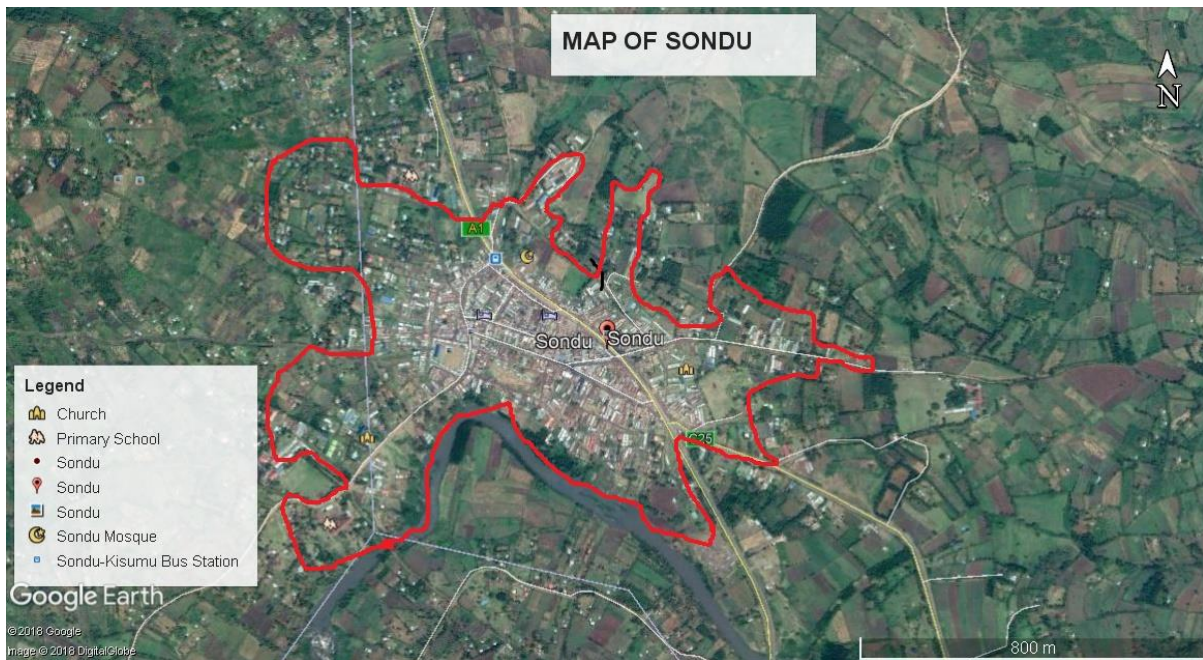 MAP OF SONDU
N
A1
Sondu Sondu
C25
Legend
Church
Primary School
Sondu
Sondu
Sondu
Sondu Mosque
Sondu-Kisumu Bus Station
Google Earth
© 2018 Google
Image © 2018 DigitalGlobe
800 m